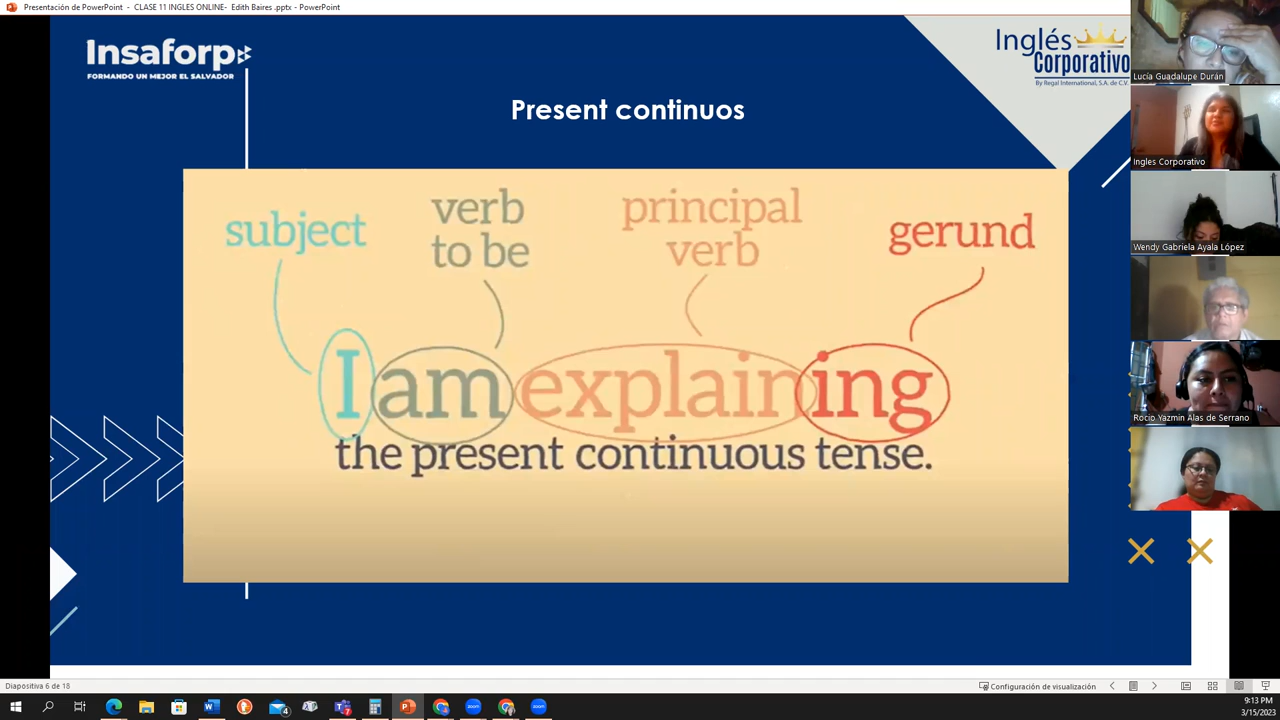 Presentación de PowerPoint - CLASE 11 INGLES ONLINE- Edith Baires .pptx - PowerPoint
Insaforp
FORMANDO UN MEJOR EL SALVADOR
Inglés
Corporativo
By Regal International, S.A. de C.V.
Present continuos
subject
verb
to be
principal
verb
gerund
I am explaining
the present continuous tense.
Lucía Guadalupe Durán
Ingles Corporativo
Wendy Gabriela Ayala López
Rocio Yazmin Alas de Serrano
Diapositiva 6 de 18
Configuración de visualización
9:13 PM
3/15/2023